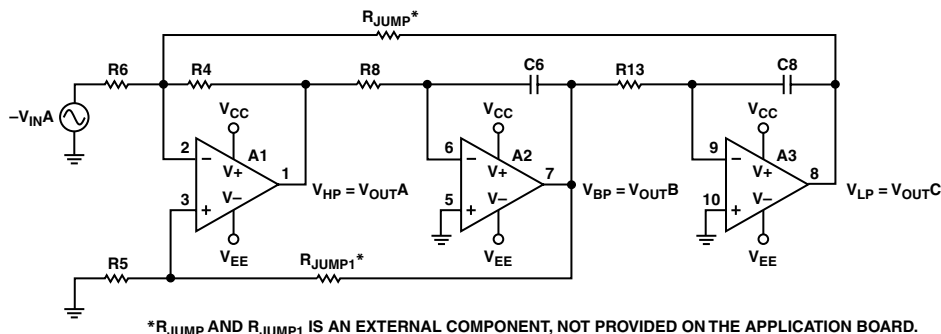 RJUMP*
R6
R4
R8
C6
R13
C8
–VINA
VCC
VCC
VCC
2
A1
6
A2
9
A3
V+
V+
V+
–
–
–
1
7
8
3
V–
5
V–
10
V–
+
+
+
VHP = VOUTA
VBP = VOUTB
VLP = VOUTC
VEE
VEE
VEE
R5
RJUMP1*
*RJUMP AND RJUMP1 IS AN EXTERNAL COMPONENT, NOT PROVIDED ON THE APPLICATION BOARD.